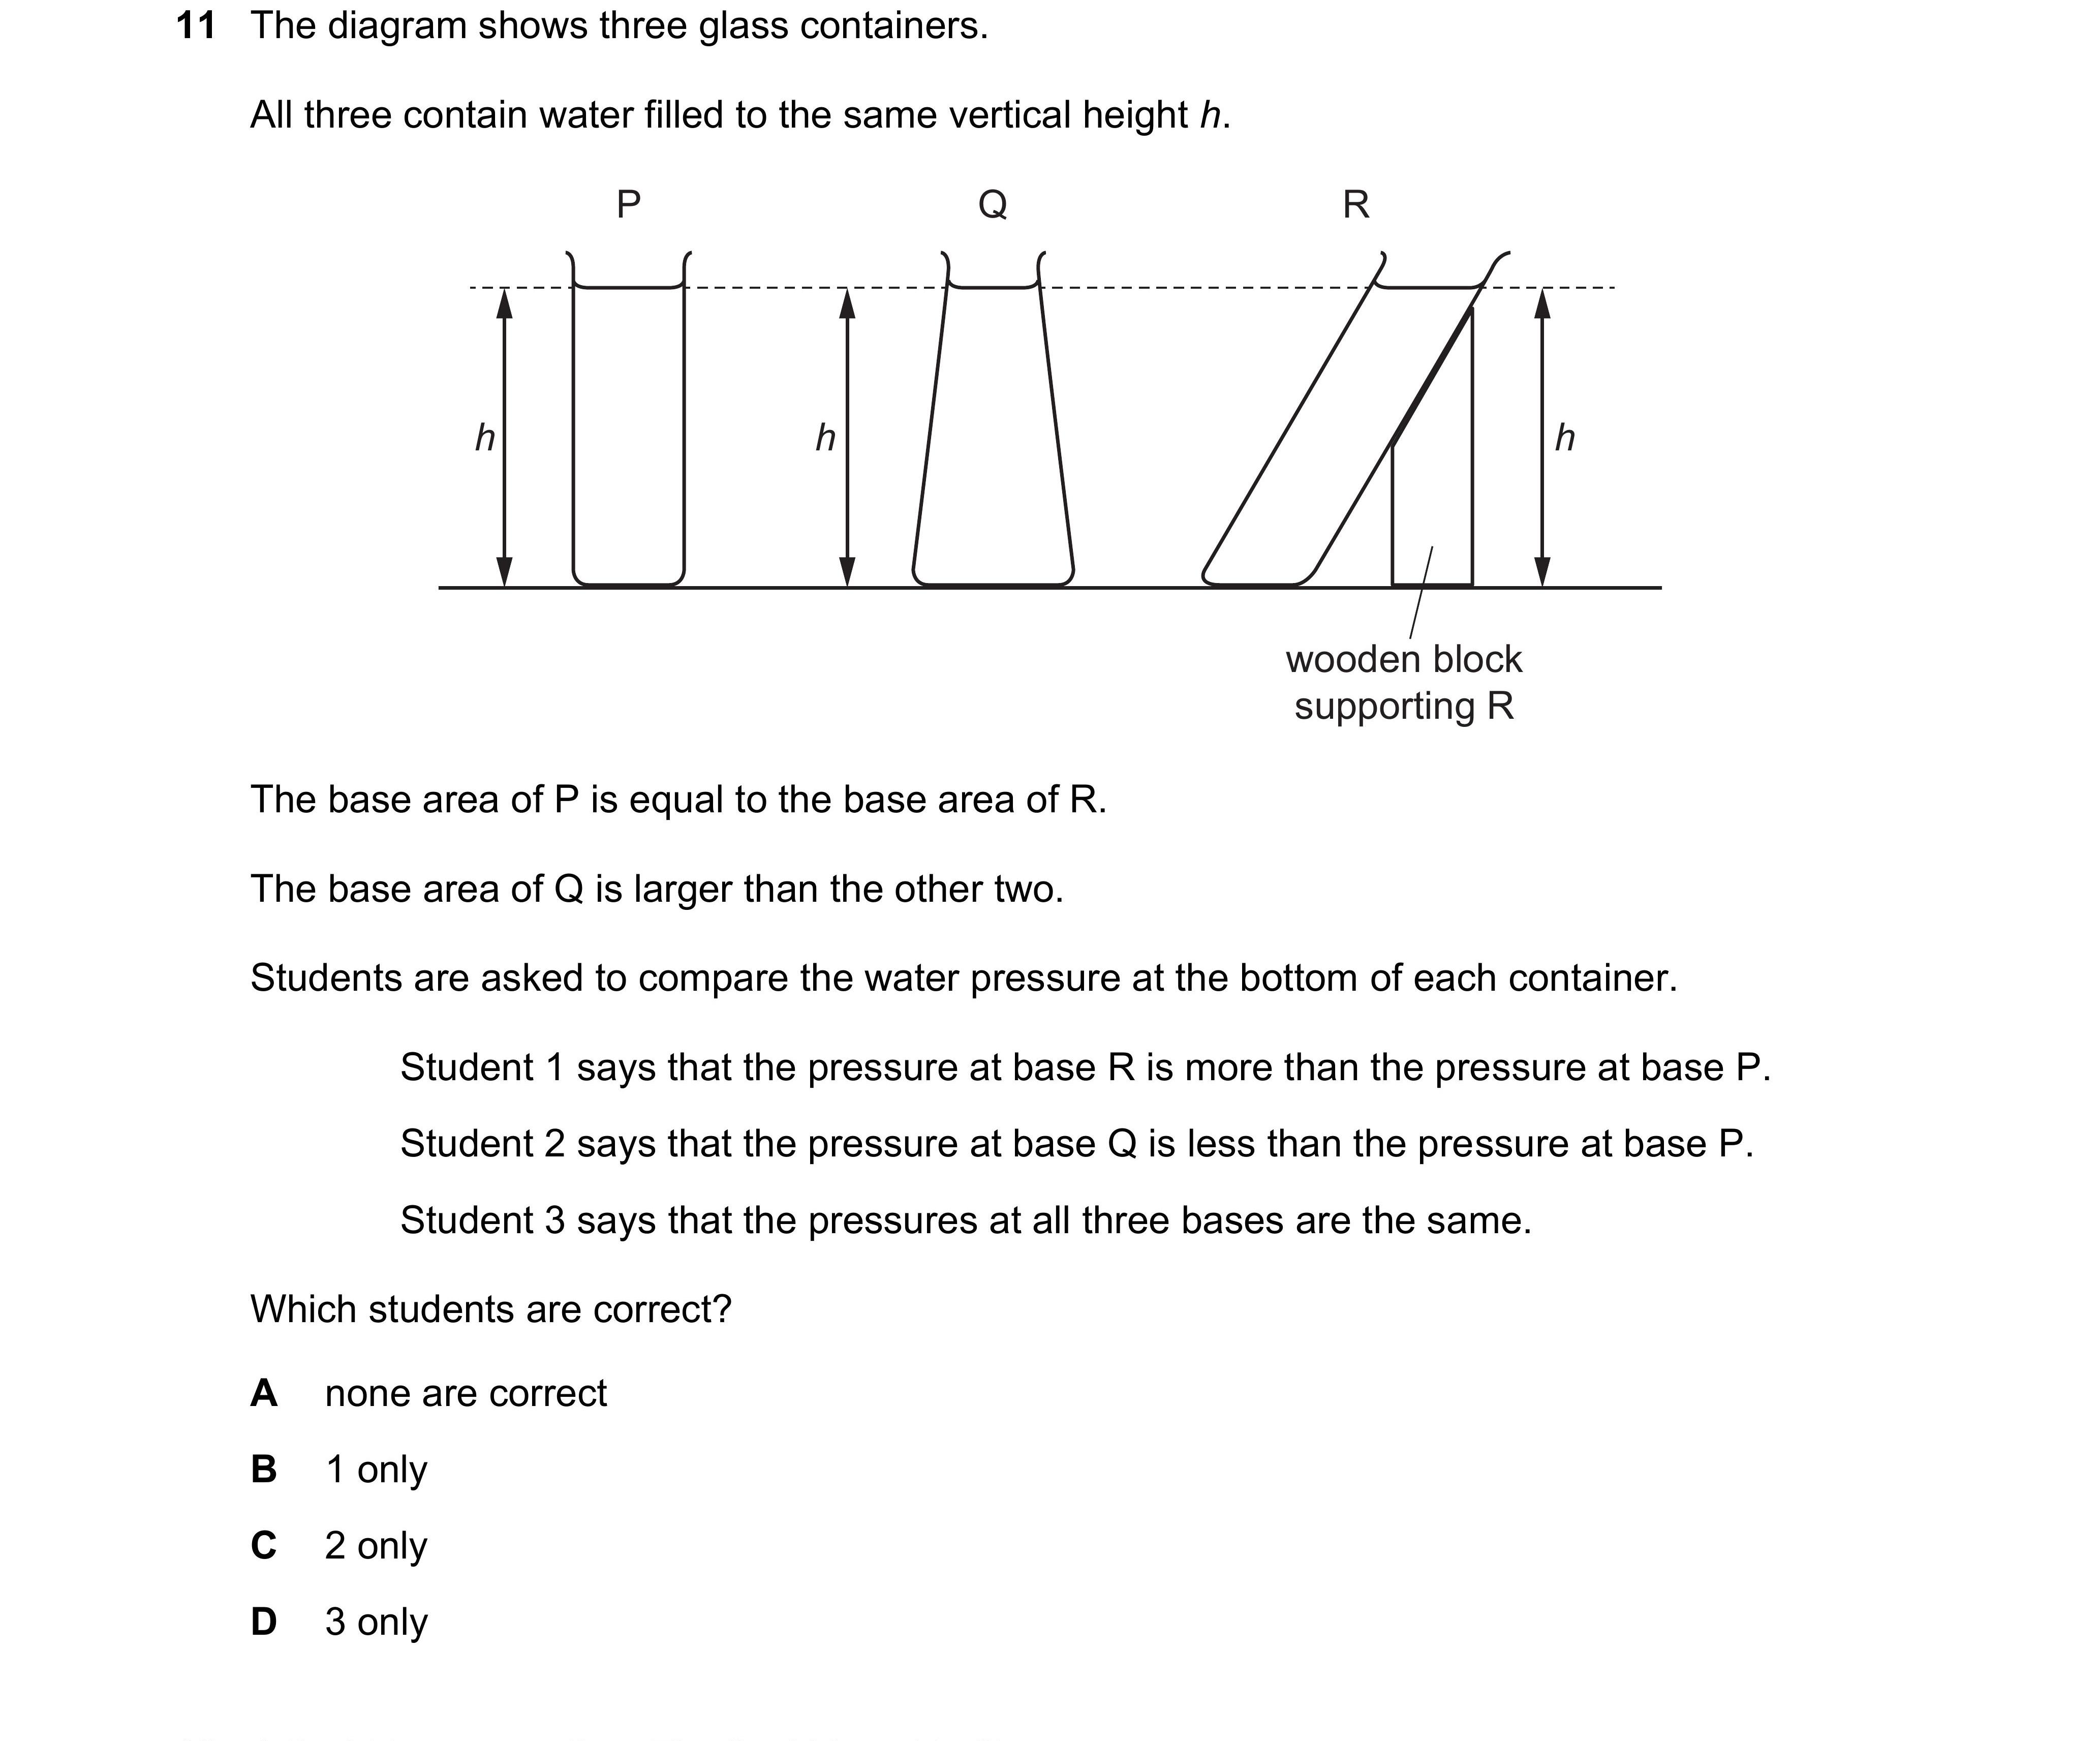 11 The diagram shows three glass containers.
All three contain water filled to the same vertical height h.
P Q R
h h h
wooden block
supporting R
The base area of P is equal to the base area of R.
The base area of Q is larger than the other two.
Students are asked to compare the water pressure at the bottom of each container.
Student 1 says that the pressure at base R is more than the pressure at base P.
Student 2 says that the pressure at base Q is less than the pressure at base P.
Student 3 says that the pressures at all three bases are the same.
Which students are correct?
A none are correct
B 1 only
C 2 only
D 3 only